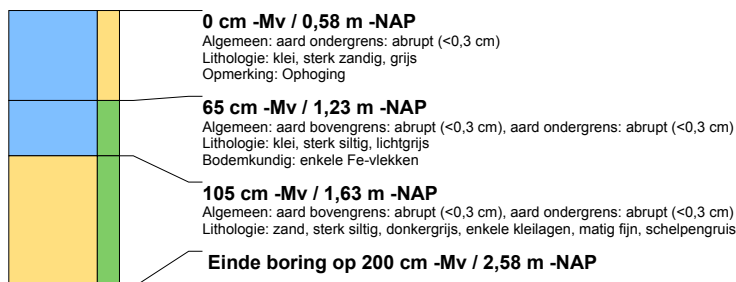 0 cm -Mv / 0,58 m -NAP
Algemeen: aard ondergrens: abrupt (<0,3 cm)
Lithologie: klei, sterk zandig, grijs
Opmerking: Ophoging
65 cm -Mv / 1,23 m -NAP
Algemeen: aard bovengrens: abrupt (<0,3 cm), aard ondergrens: abrupt (<0,3 cm)
Lithologie: klei, sterk siltig, lichtgrijs
Bodemkundig: enkele Fe-vlekken
105 cm -Mv / 1,63 m -NAP
Algemeen: aard bovengrens: abrupt (<0,3 cm), aard ondergrens: abrupt (<0,3 cm)
Lithologie: zand, sterk siltig, donkergrijs, enkele kleilagen, matig fijn, schelpengruis
Einde boring op 200 cm -Mv / 2,58 m -NAP